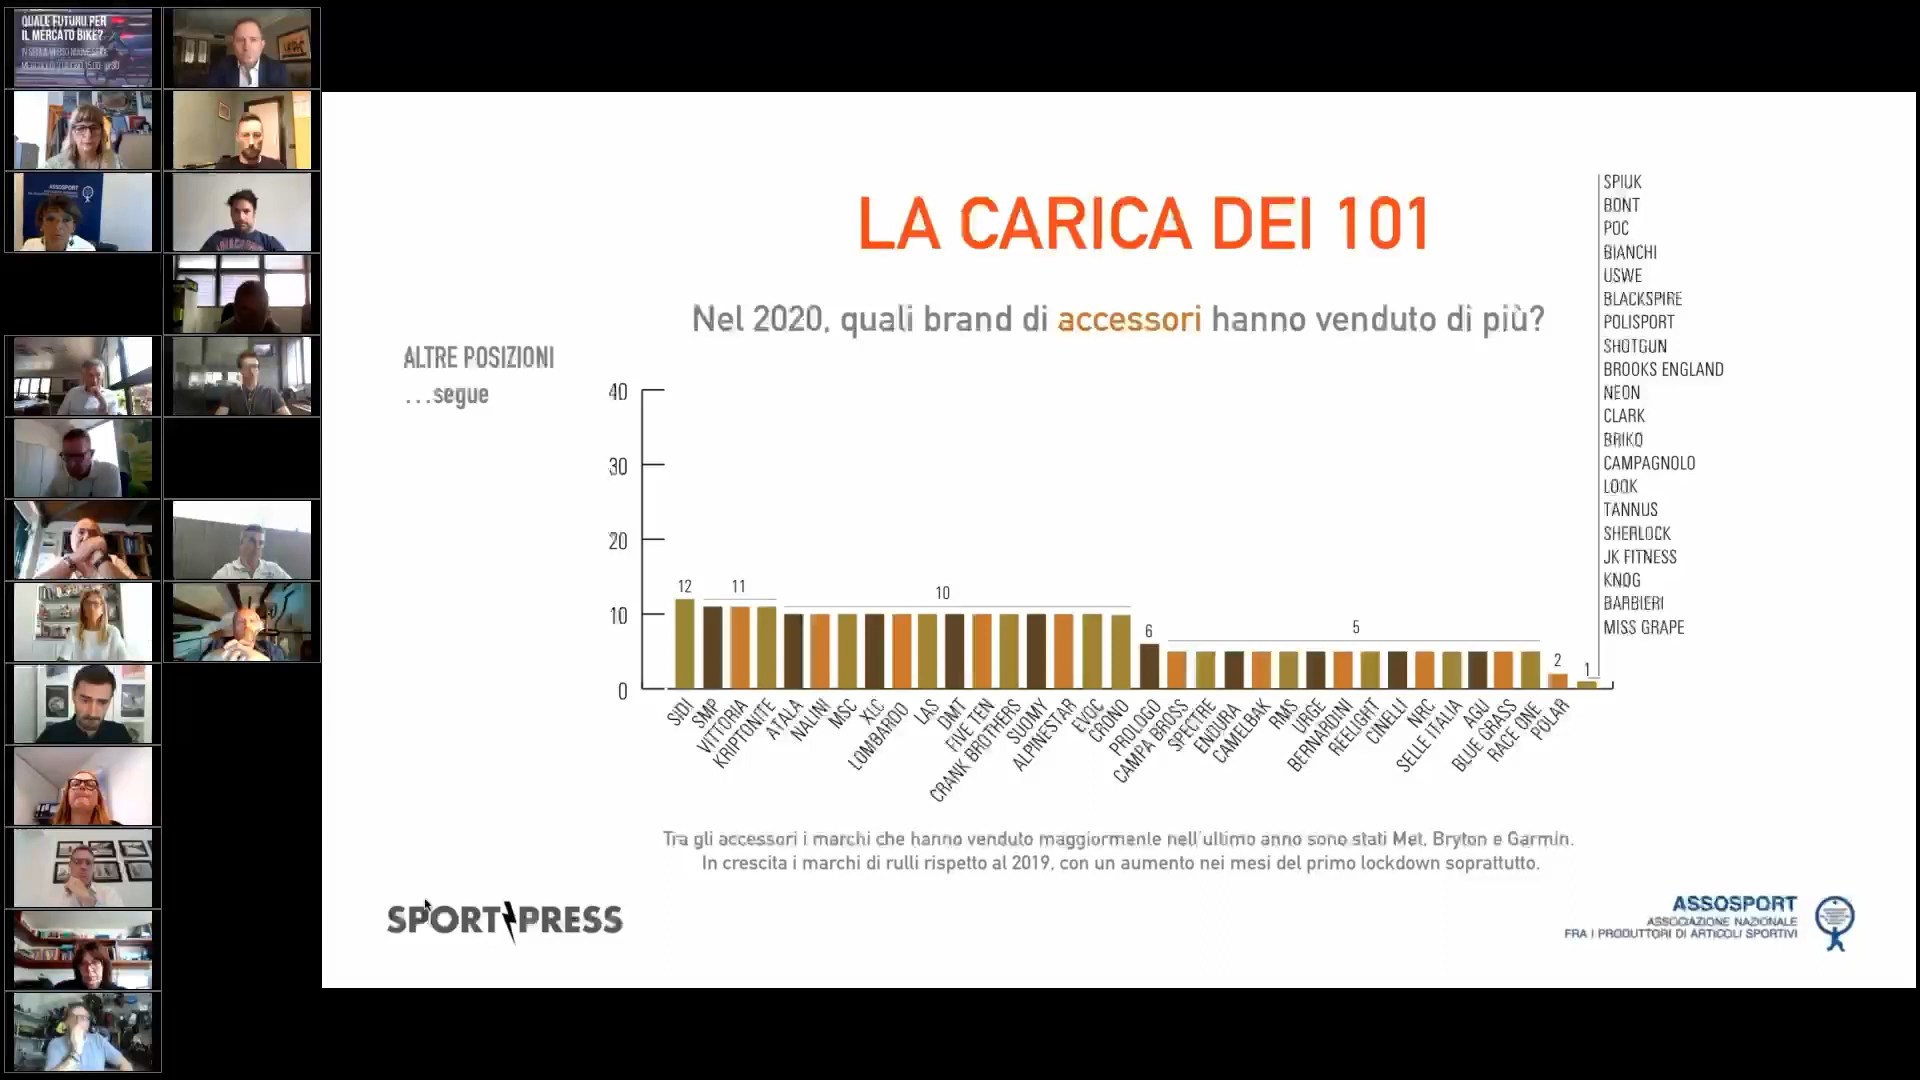 QUALE FUTURO PER
IL MERCATO BIKE?
ASSOSPORT
LA CARICA DEI 101
Nel 2020, quali brand di accessori hanno venduto di più?
ALTRE POSIZIONI
...segue
40
30
20
10
0
12
11
10
6
5
2
1
SIDI
SMP
VITTORIA
KRIPTONITE
ATALA
NALINI
MSC
XLC
LOMBARDO
LAS
DMT
FIVE TEN
CRANK BROTHERS
SUOMY
ALPINESTAR
EVOC
CRONO
PROLOGO
CAMPA BROSS
SPECTRE
ENDURA
CAMELBAK
RMS
URGE
BERNARDINI
REELIGHT
CINELLI
NRC
SELLE ITALIA
AGU
BLUE GRASS
RACE ONE
POLAR
SPIUK
BONT
POC
BIANCHI
USWE
BLACKSPIRE
POLISPORT
SHOTGUN
BROOKS ENGLAND
NEON
CLARK
BRIKO
CAMPAGNOLO
LOOK
TANNUS
SHERLOCK
JK FITNESS
KNOG
BARBIERI
MISS GRAPE
Tra gli accessori i marchi che hanno venduto maggiormente nell'ultimo anno sono stati Met, Bryton e Garmin.
In crescita i marchi di rulli rispetto al 2019, con un aumento nei mesi del primo lockdown soprattutto.
SPORT PRESS
ASSOSPORT
ASSOCIAZIONE NAZIONALE
FRA I PRODUTTORI DI ARTICOLI SPORTIVI